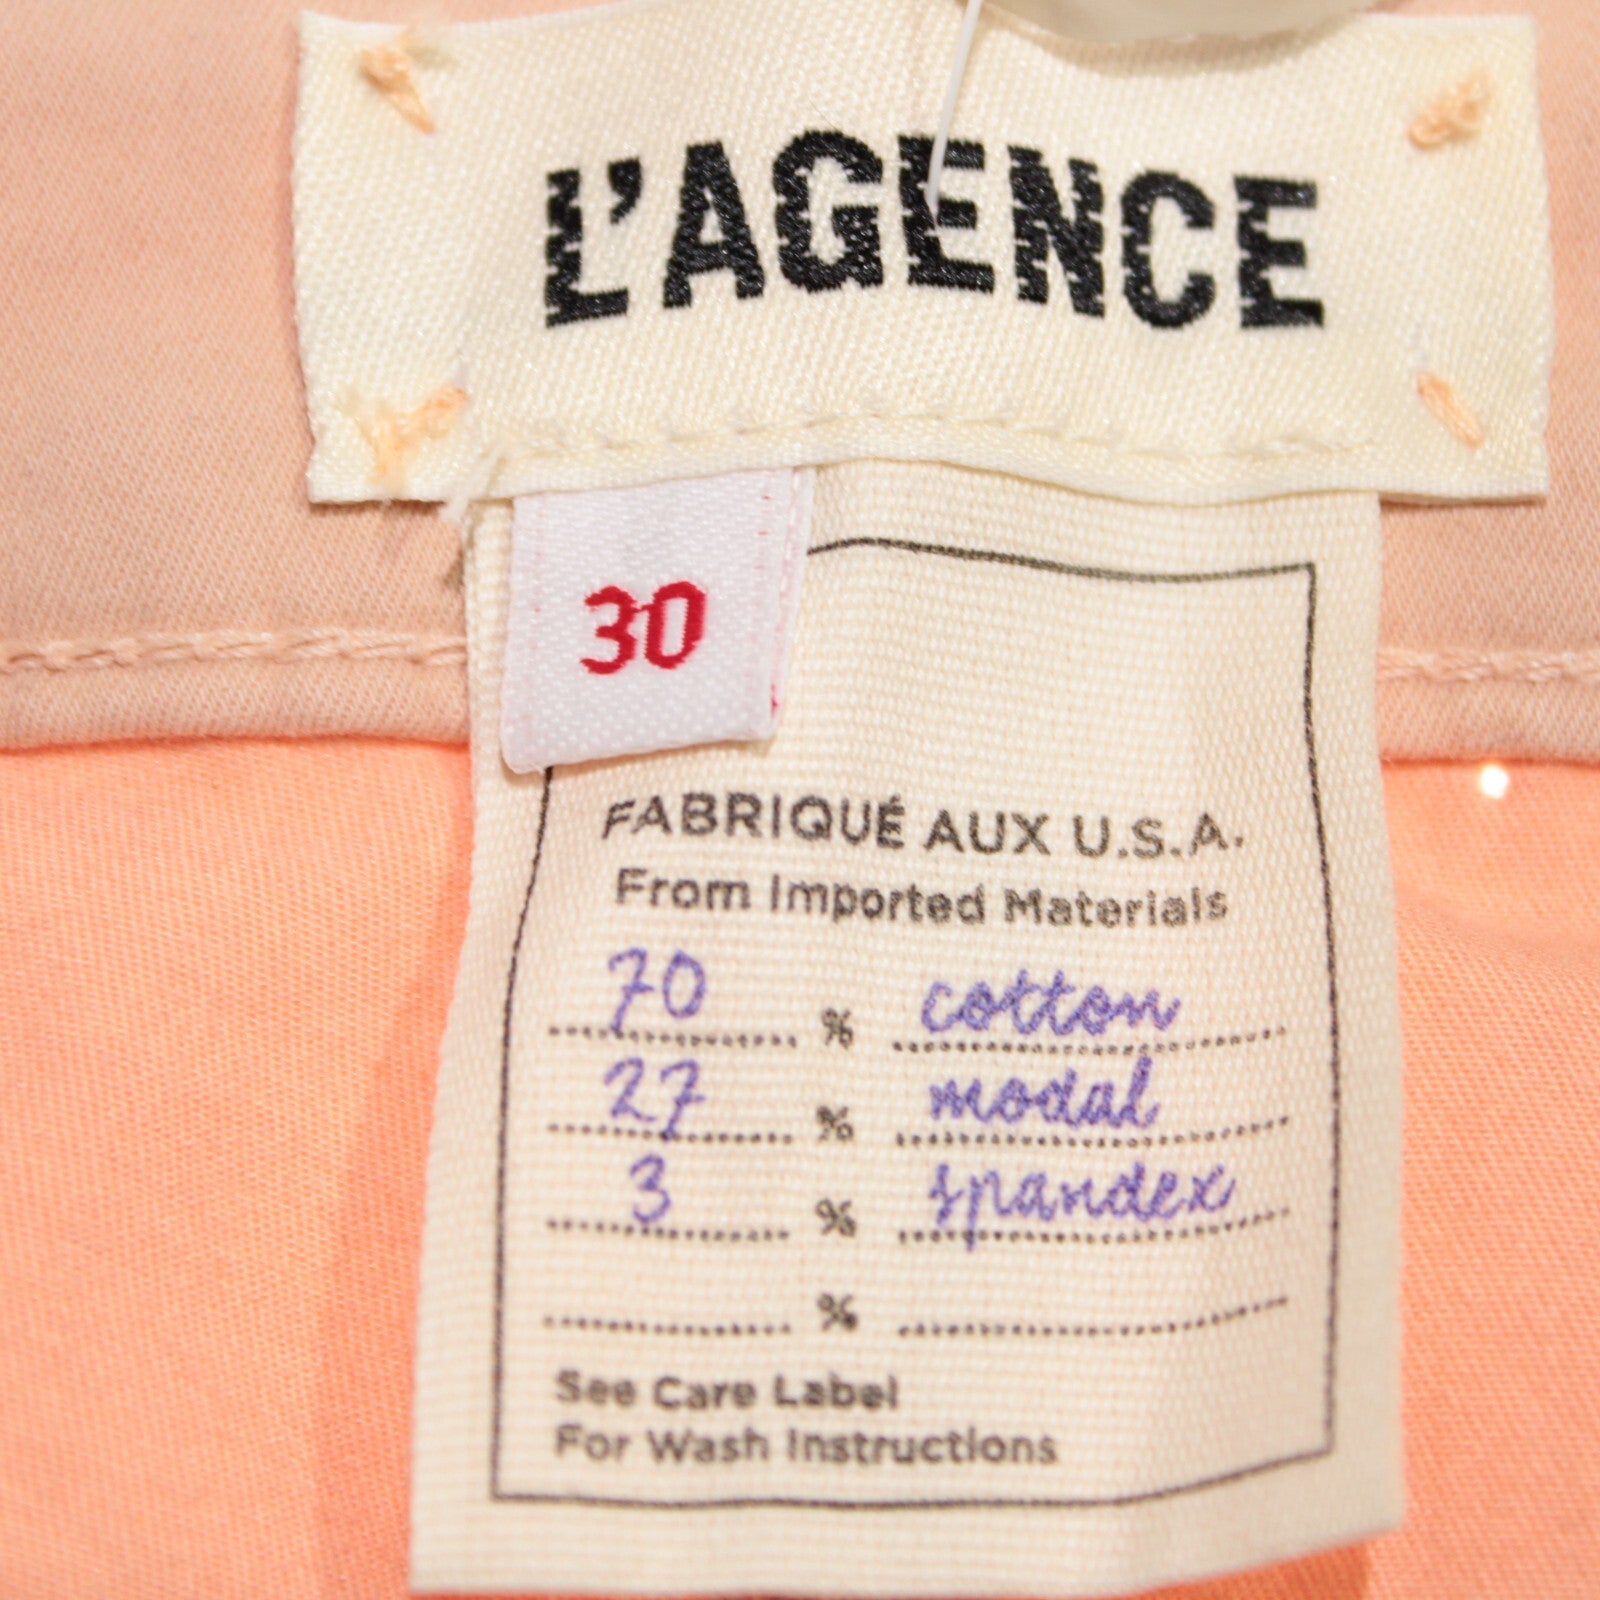 L'AGENCE
30
FABRIQUÉ AUX U.S.A.
From Imported Materials
70 % cotton
27 % modal
3 % spandex
%
See Care Label
For Wash Instructions